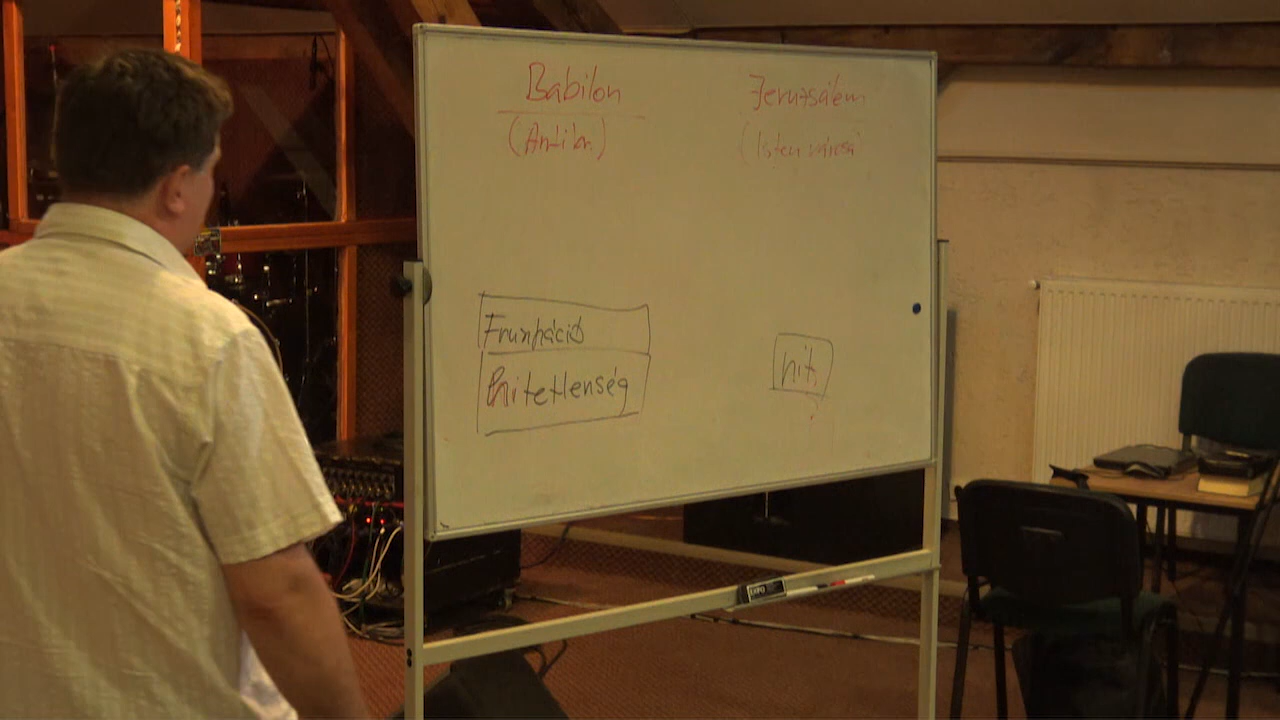 Babilon
(Antikr.)
Jeruzsálem
(Isten városa)
Frusztráció
hitetlenség
hit
EXPO